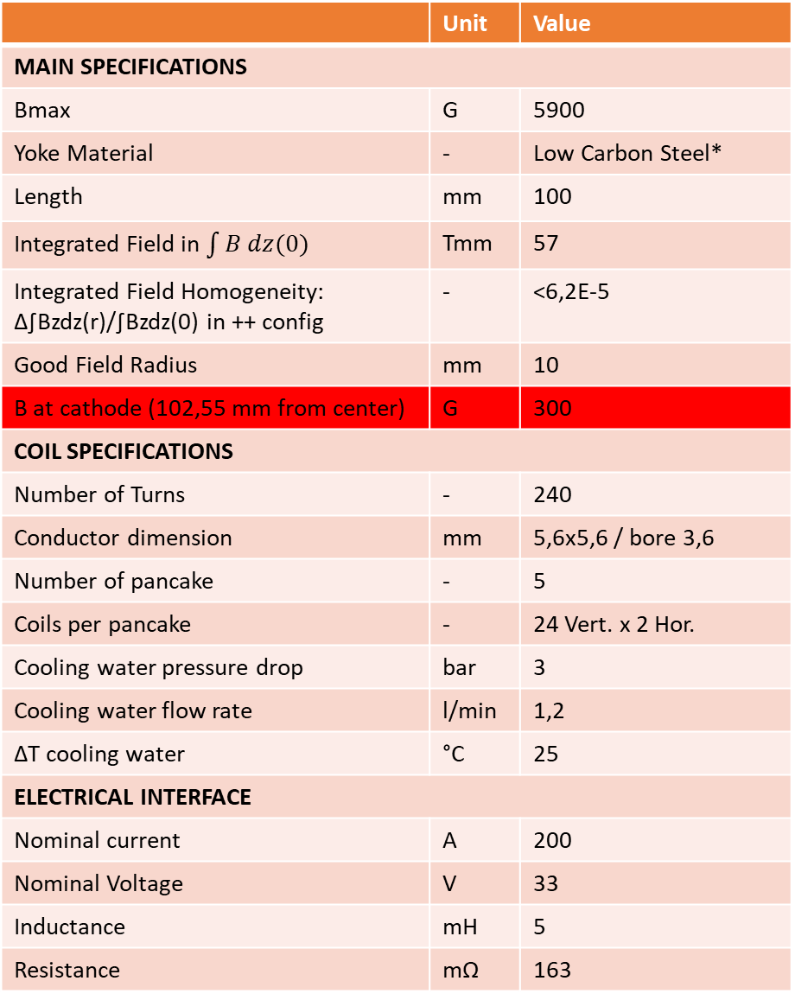 Unit Value
MAIN SPECIFICATIONS
Bmax G 5900
Yoke Material - Low Carbon Steel*
Length mm 100
Integrated Field in ∫ B dz(0) Tmm 57
Integrated Field Homogeneity: - <6,2E-5
Δ∫Bzdz(r)/∫Bzdz(0) in ++ config
Good Field Radius mm 10
B at cathode (102,55 mm from center) G 300
COIL SPECIFICATIONS
Number of Turns - 240
Conductor dimension mm 5,6x5,6 / bore 3,6
Number of pancake - 5
Coils per pancake - 24 Vert. x 2 Hor.
Cooling water pressure drop bar 3
Cooling water flow rate l/min 1,2
ΔT cooling water °C 25
ELECTRICAL INTERFACE
Nominal current A 200
Nominal Voltage V 33
Inductance mH 5
Resistance mΩ 163